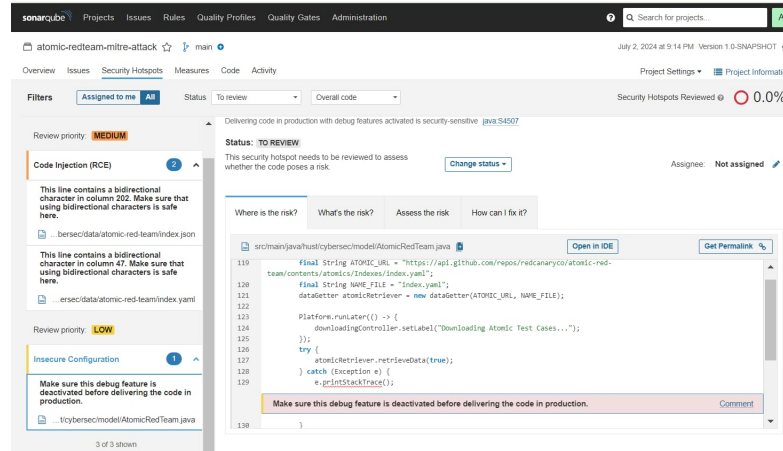 sonarqube Projects Issues Rules Quality Profiles Quality Gates Administration Search for projects... A
atomic-redteam-mitre-attack main July 2, 2024 at 9:14 PM Version 1.0-SNAPSHOT
Overview Issues Security Hotspots Measures Code Activity Project Settings Project Informati
Filters Assigned to me All Status To review Overall code Security Hotspots Reviewed 0.0%
Review priority: MEDIUM
Code Injection (RCE) 2
This line contains a bidirectional
character in column 202. Make sure that
using bidirectional characters is safe
here.
...bersec/data/atomic-red-team/index.json
This line contains a bidirectional
character in column 47. Make sure that
using bidirectional characters is safe
here.
...ersec/data/atomic-red-team/index.yaml
Review priority: LOW
Insecure Configuration 1
Make sure this debug feature is
deactivated before delivering the code in
production.
...t/cybersec/model/AtomicRedTeam.java
3 of 3 shown
Delivering code in production with debug features activated is security-sensitive java:S4507
Status: TO REVIEW
This security hotspot needs to be reviewed to assess
whether the code poses a risk.
Change status
Assignee: Not assigned
Where is the risk? What's the risk? Assess the risk How can I fix it?
src/main/java/hust/cybersec/model/AtomicRedTeam.java Open in IDE Get Permalink
119 final String ATOMIC_URL = "https://api.github.com/repos/redcanaryco/atomic-red-
team/contents/atomics/Indexes/index.yaml";
120 final String NAME_FILE = "index.yaml";
121 dataGetter atomicRetriever = new dataGetter(ATOMIC_URL, NAME_FILE);
122
123 Platform.runLater(() -> {
124 downloadingController.setLabel("Downloading Atomic Test Cases...");
125 });
126 try {
127 atomicRetriever.retrieveData(true);
128 } catch (Exception e) {
129 e.printStackTrace();
Make sure this debug feature is deactivated before delivering the code in production. Comment
130 }